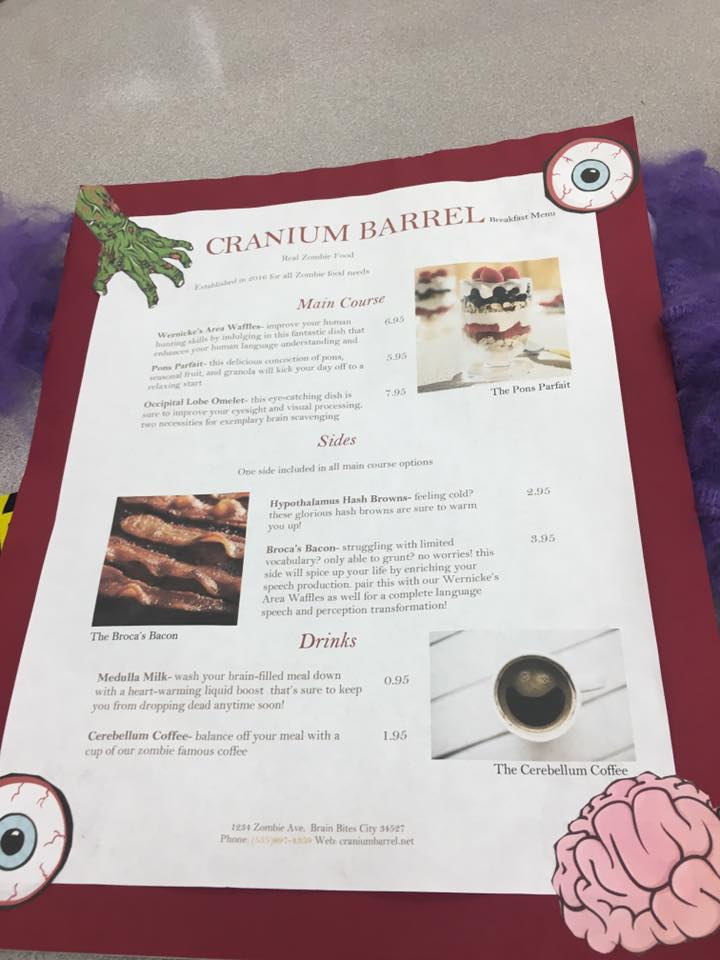 CRANIUM BARREL Breakfast Menu
Real Zombie Food
Established in 2016 for all Zombie food needs
Main Course
Wernicke's Area Waffles- improve your human 6.95
hunting skills by indulging in this fantastic dish that
enhances your human language understanding and
Pons Parfait- this delicious concoction of pons, 5.95
seasonal fruit, and granola will kick your day off to a
relaxing start
Occipital Lobe Omelet- this eye-catching dish is 7.95
sure to improve your eyesight and visual processing,
two necessities for exemplary brain scavenging
The Pons Parfait
Sides
One side included in all main course options
Hypothalamus Hash Browns- feeling cold? 2.95
these glorious hash browns are sure to warm
you up!
Broca's Bacon- struggling with limited 3.95
vocabulary? only able to grunt? no worries! this
side will spice up your life by enriching your
speech production. pair this with our Wernicke's
Area Waffles as well for a complete language
speech and perception transformation!
The Broca's Bacon
Drinks
Medulla Milk- wash your brain-filled meal down 0.95
with a heart-warming liquid boost that's sure to keep
you from dropping dead anytime soon!
Cerebellum Coffee- balance off your meal with a 1.95
cup of our zombie famous coffee
The Cerebellum Coffee
1234 Zombie Ave, Brain Bites City 34527
Phone: Web: craniumbarrel.net